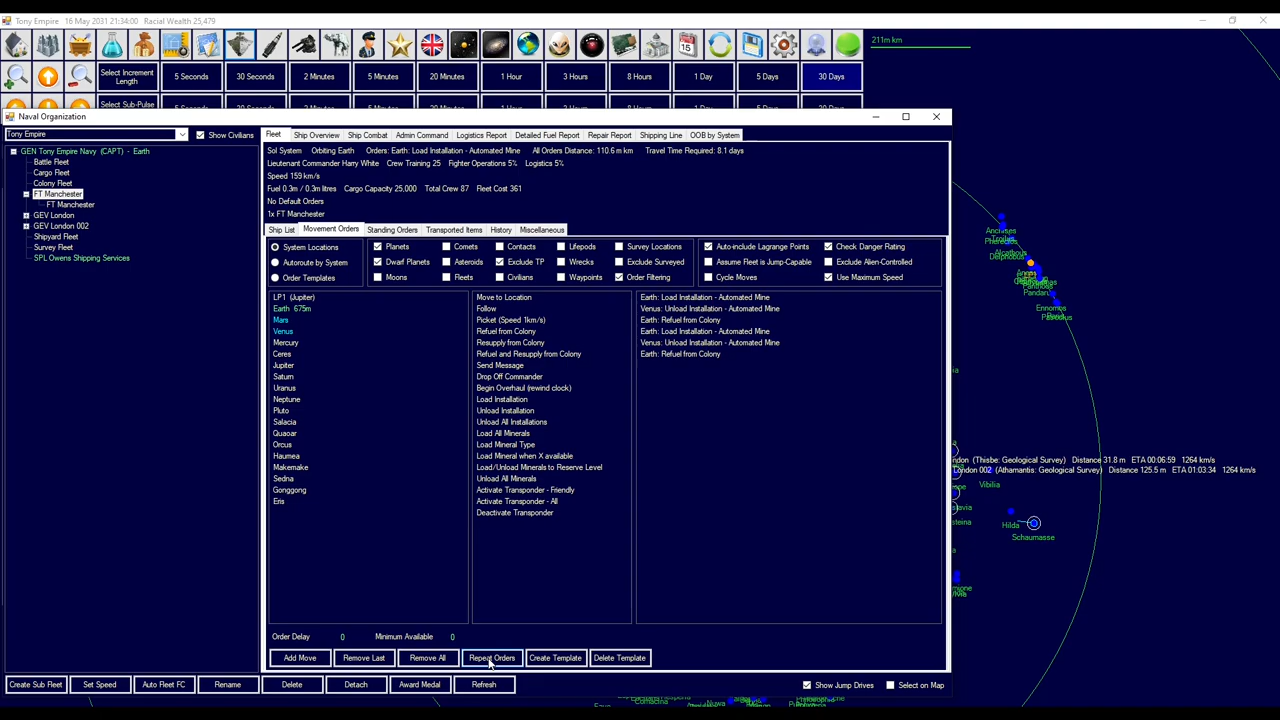 Tony Empire   16 May 2031 21:34:00   Racial Wealth 25,479
211m km
Select Increment Length
5 Seconds
30 Seconds
2 Minutes
5 Minutes
20 Minutes
1 Hour
3 Hours
8 Hours
1 Day
5 Days
30 Days
Select Sub-Pulse
Naval Organization
Tony Empire
Show Civilians
GEN Tony Empire Navy (CAPT) - Earth
Battle Fleet
Cargo Fleet
Colony Fleet
FT Manchester
FT Manchester
GEV London
GEV London 002
Shipyard Fleet
Survey Fleet
SPL Owens Shipping Services
Fleet
Ship Overview
Ship Combat
Admin Command
Logistics Report
Detailed Fuel Report
Repair Report
Shipping Line
OOB by System
Sol System   Orbiting Earth   Orders: Earth: Load Installation - Automated Mine   All Orders Distance: 110.6 m km   Travel Time Required: 8.1 days
Lieutenant Commander Harry White   Crew Training 25   Fighter Operations 5%   Logistics 5%
Speed 159 km/s
Fuel 0.3m / 0.3m litres   Cargo Capacity 25,000   Total Crew 87   Fleet Cost 361
No Default Orders
1x FT Manchester
Ship List
Movement Orders
Standing Orders
Transported Items
History
Miscellaneous
System Locations
Autoroute by System
Order Templates
Planets
Comets
Contacts
Lifepods
Survey Locations
Dwarf Planets
Asteroids
Exclude TP
Wrecks
Exclude Surveyed
Moons
Fleets
Civilians
Waypoints
Order Filtering
Auto-include Lagrange Points
Check Danger Rating
Assume Fleet is Jump-Capable
Exclude Alien-Controlled
Cycle Moves
Use Maximum Speed
LP1 (Jupiter)
Earth 675m
Mars
Venus
Mercury
Ceres
Jupiter
Saturn
Uranus
Neptune
Pluto
Salacia
Quaoar
Orcus
Haumea
Makemake
Sedna
Gonggong
Eris
Move to Location
Follow
Picket (Speed 1km/s)
Refuel from Colony
Resupply from Colony
Refuel and Resupply from Colony
Send Message
Drop Off Commander
Begin Overhaul (rewind clock)
Load Installation
Unload Installation
Unload All Installations
Load All Minerals
Load Mineral Type
Load Mineral when X available
Load/Unload Minerals to Reserve Level
Unload All Minerals
Activate Transponder - Friendly
Activate Transponder - All
Deactivate Transponder
Earth: Load Installation - Automated Mine
Venus: Unload Installation - Automated Mine
Earth: Refuel from Colony
Earth: Load Installation - Automated Mine
Venus: Unload Installation - Automated Mine
Earth: Refuel from Colony
Order Delay   0   Minimum Available   0
Add Move
Remove Last
Remove All
Repeat Orders
Create Template
Delete Template
Create Sub Fleet
Set Speed
Auto Fleet FC
Rename
Delete
Detach
Award Medal
Refresh
Show Jump Drives
Select on Map
Anchises
Pandarus
Ennomos
ndon (Thisbe: Geological Survey)   Distance 31.8 m   ETA 00:06:59   1264 km/s
London 002 (Athamantis: Geological Survey)   Distance 125.5 m   ETA 01:03:34   1264 km/s
Vibilia
Hilda
Schaumasse